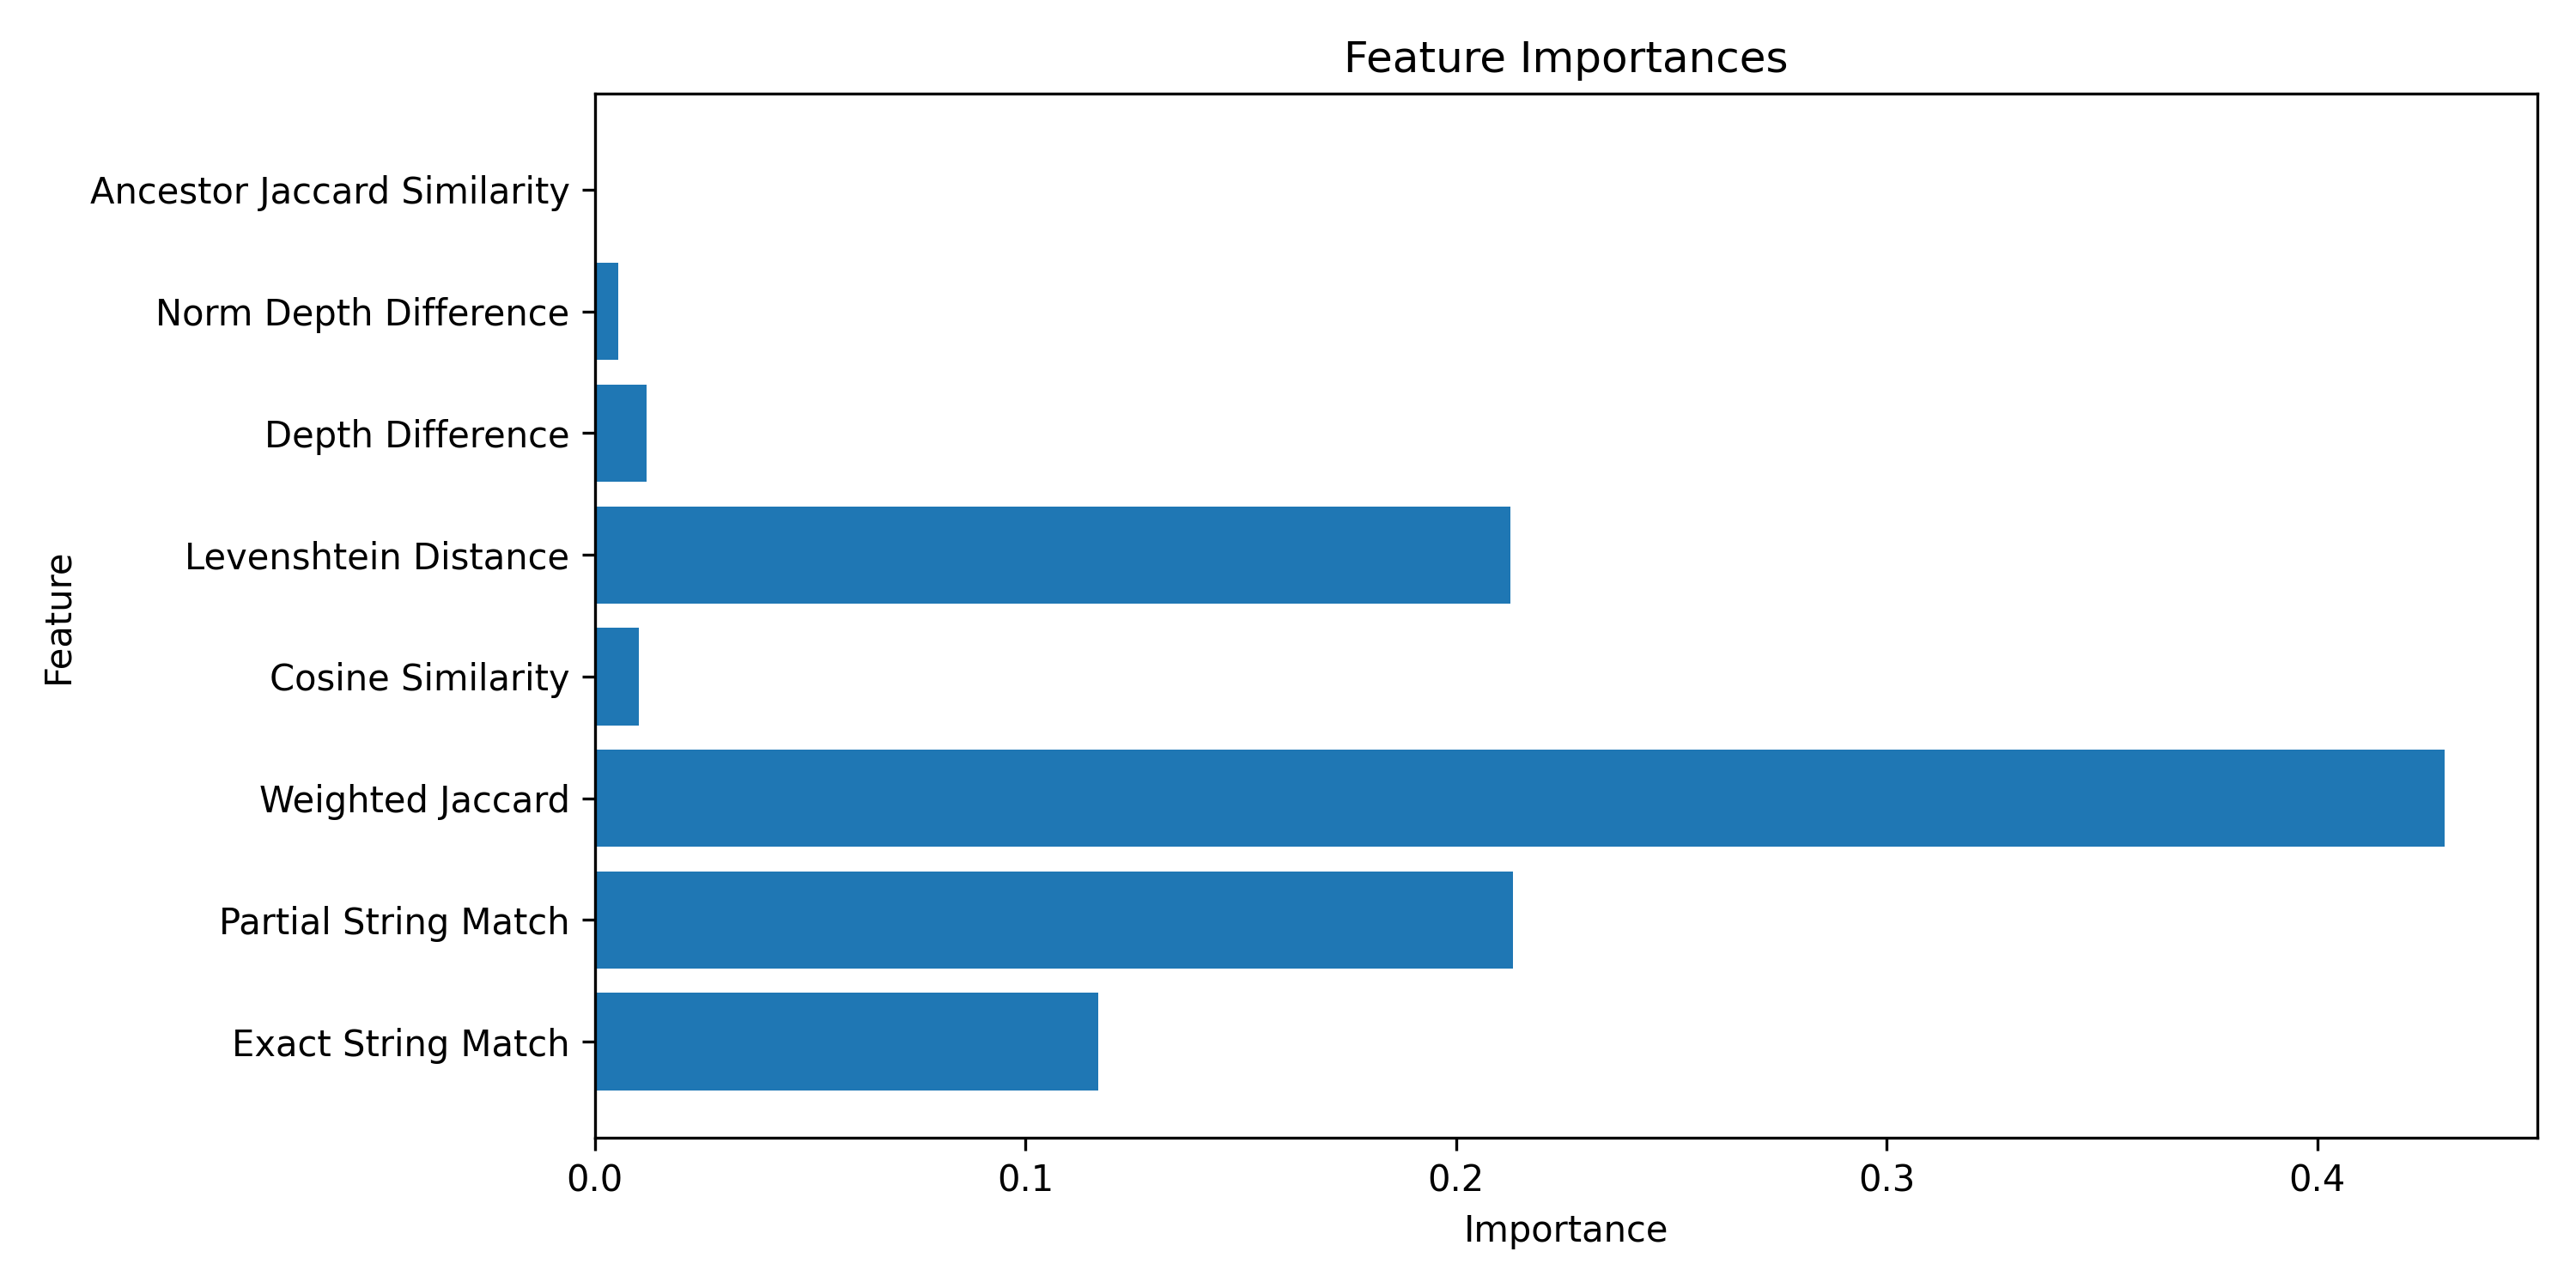 Feature Importances
Ancestor Jaccard Similarity
Norm Depth Difference
Depth Difference
Levenshtein Distance
Cosine Similarity
Weighted Jaccard
Partial String Match
Exact String Match
Feature
0.0 0.1 0.2 0.3 0.4
Importance